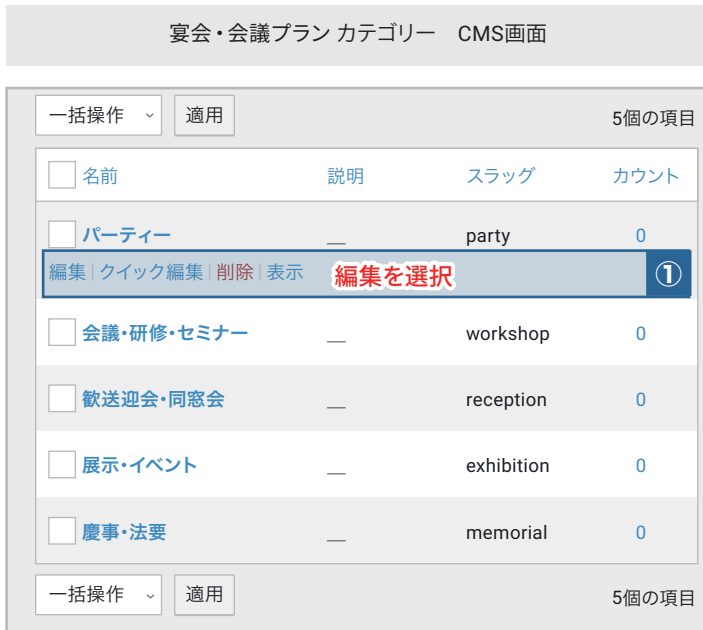 宴会・会議プラン カテゴリー　CMS画面
一括操作 適用 5個の項目
名前 説明 スラッグ カウント
パーティー — party 0
編集 | クイック編集 | 削除 | 表示 編集を選択 ①
会議・研修・セミナー — workshop 0
歓送迎会・同窓会 — reception 0
展示・イベント — exhibition 0
慶事・法要 — memorial 0
一括操作 適用 5個の項目